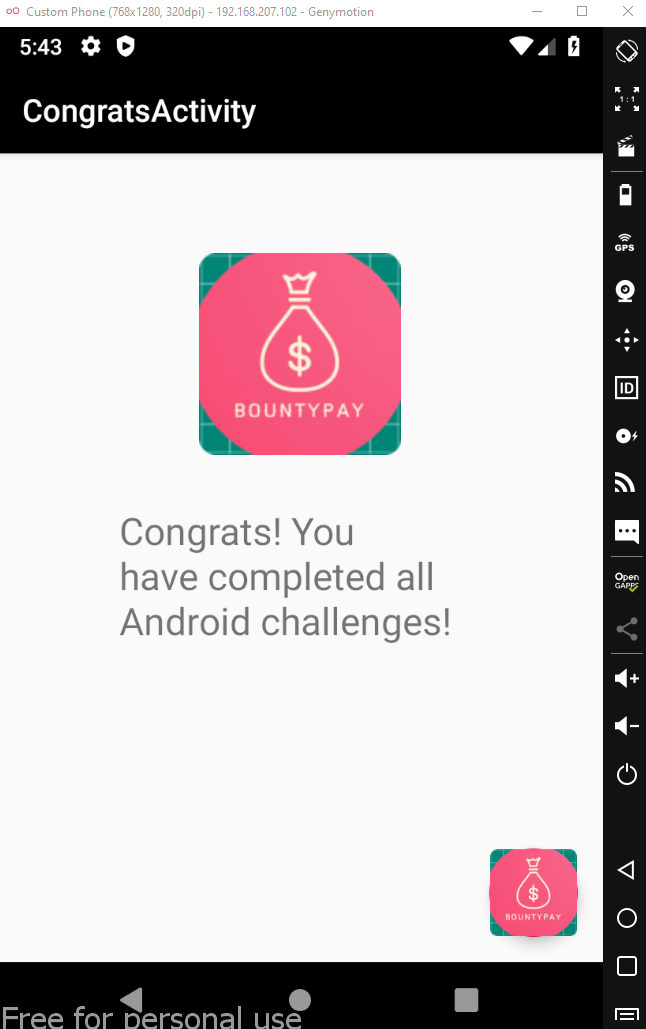 Custom Phone (768x1280, 320dpi) - 192.168.207.102 - Genymotion
5:43
CongratsActivity
1:1
GPS
BOUNTYPAY
ID
Congrats! You
have completed all
Android challenges!
Open
GAPPS
BOUNTYPAY
Free for personal use